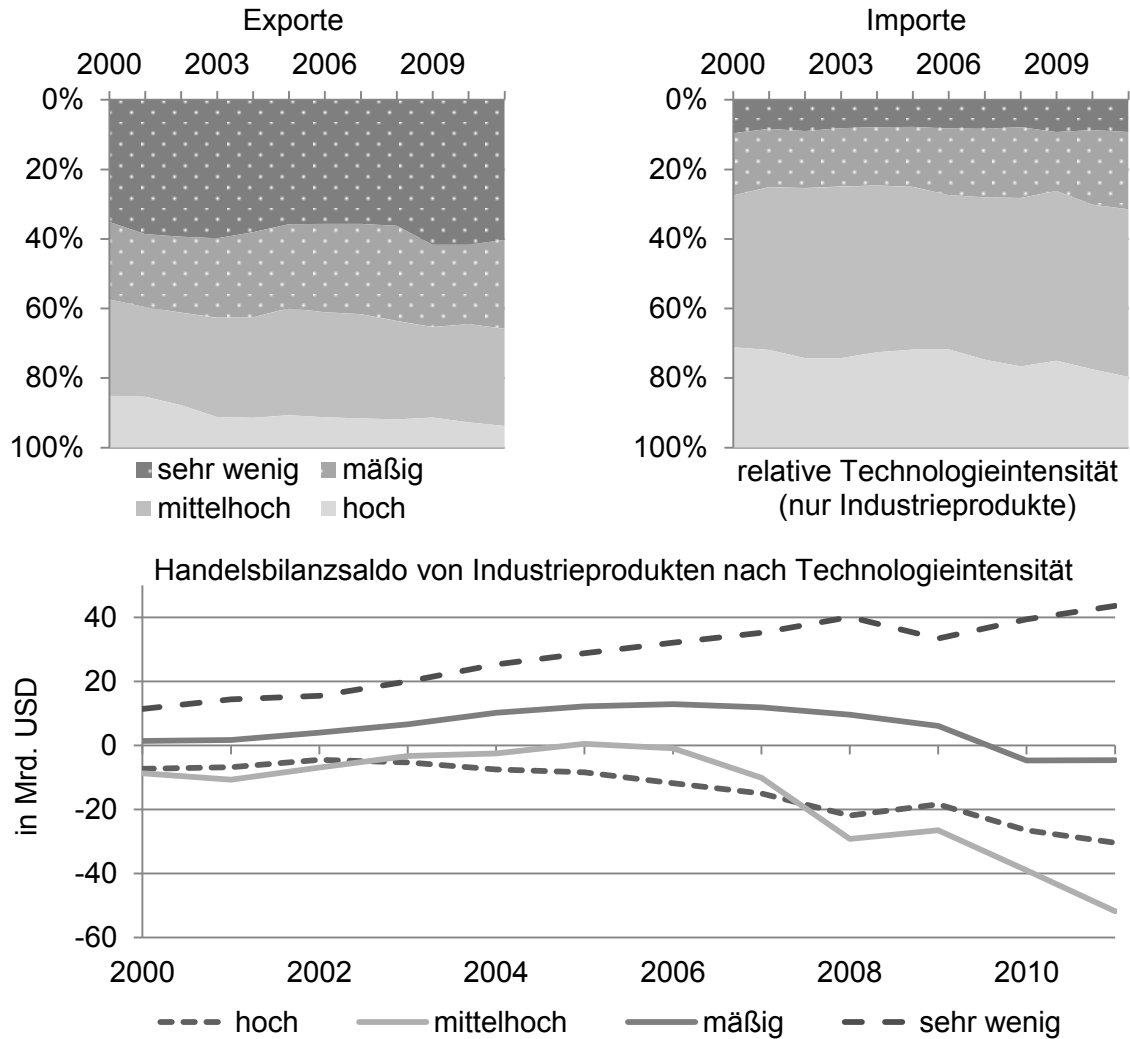 Exporte
2000 2003 2006 2009
0%
20%
40%
60%
80%
100%
sehr wenig mäßig
mittelhoch hoch
Importe
2000 2003 2006 2009
0%
20%
40%
60%
80%
100%
relative Technologieintensität
(nur Industrieprodukte)
Handelsbilanzsaldo von Industrieprodukten nach Technologieintensität
in Mrd. USD
40
20
0
-20
-40
-60
2000 2002 2004 2006 2008 2010
hoch mittelhoch mäßig sehr wenig